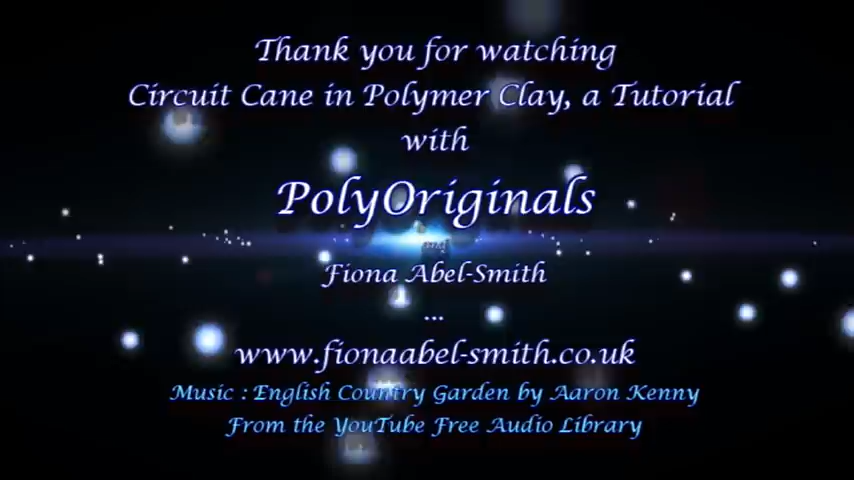 Thank you for watching
Circuit Cane in Polymer Clay, a Tutorial
with
PolyOriginals
and
Fiona Abel-Smith
...
www.fionaabel-smith.co.uk
Music : English Country Garden by Aaron Kenny
From the YouTube Free Audio Library